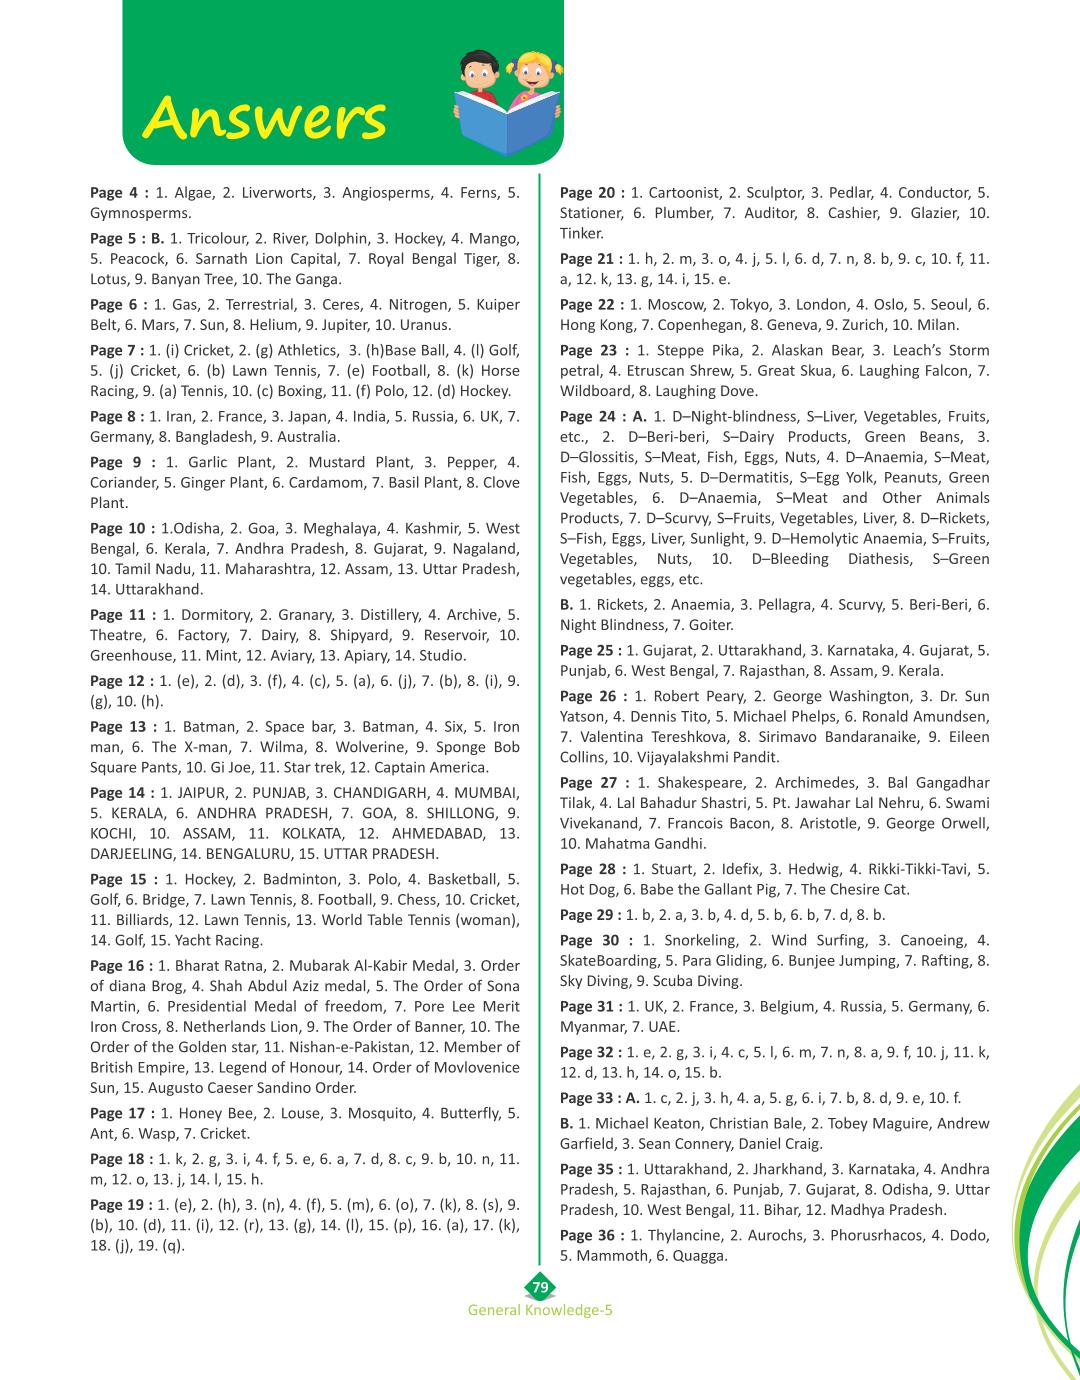 Answers
Page 4 : 1. Algae, 2. Liverworts, 3. Angiosperms, 4. Ferns, 5.
Gymnosperms.
Page 5 : B. 1. Tricolour, 2. River, Dolphin, 3. Hockey, 4. Mango,
5. Peacock, 6. Sarnath Lion Capital, 7. Royal Bengal Tiger, 8.
Lotus, 9. Banyan Tree, 10. The Ganga.
Page 6 : 1. Gas, 2. Terrestrial, 3. Ceres, 4. Nitrogen, 5. Kuiper
Belt, 6. Mars, 7. Sun, 8. Helium, 9. Jupiter, 10. Uranus.
Page 7 : 1. (i) Cricket, 2. (g) Athletics, 3. (h)Base Ball, 4. (l) Golf,
5. (j) Cricket, 6. (b) Lawn Tennis, 7. (e) Football, 8. (k) Horse
Racing, 9. (a) Tennis, 10. (c) Boxing, 11. (f) Polo, 12. (d) Hockey.
Page 8 : 1. Iran, 2. France, 3. Japan, 4. India, 5. Russia, 6. UK, 7.
Germany, 8. Bangladesh, 9. Australia.
Page 9 : 1. Garlic Plant, 2. Mustard Plant, 3. Pepper, 4.
Coriander, 5. Ginger Plant, 6. Cardamom, 7. Basil Plant, 8. Clove
Plant.
Page 10 : 1.Odisha, 2. Goa, 3. Meghalaya, 4. Kashmir, 5. West
Bengal, 6. Kerala, 7. Andhra Pradesh, 8. Gujarat, 9. Nagaland,
10. Tamil Nadu, 11. Maharashtra, 12. Assam, 13. Uttar Pradesh,
14. Uttarakhand.
Page 11 : 1. Dormitory, 2. Granary, 3. Distillery, 4. Archive, 5.
Theatre, 6. Factory, 7. Dairy, 8. Shipyard, 9. Reservoir, 10.
Greenhouse, 11. Mint, 12. Aviary, 13. Apiary, 14. Studio.
Page 12 : 1. (e), 2. (d), 3. (f), 4. (c), 5. (a), 6. (j), 7. (b), 8. (i), 9.
(g), 10. (h).
Page 13 : 1. Batman, 2. Space bar, 3. Batman, 4. Six, 5. Iron
man, 6. The X-man, 7. Wilma, 8. Wolverine, 9. Sponge Bob
Square Pants, 10. Gi Joe, 11. Star trek, 12. Captain America.
Page 14 : 1. JAIPUR, 2. PUNJAB, 3. CHANDIGARH, 4. MUMBAI,
5. KERALA, 6. ANDHRA PRADESH, 7. GOA, 8. SHILLONG, 9.
KOCHI, 10. ASSAM, 11. KOLKATA, 12. AHMEDABAD, 13.
DARJEELING, 14. BENGALURU, 15. UTTAR PRADESH.
Page 15 : 1. Hockey, 2. Badminton, 3. Polo, 4. Basketball, 5.
Golf, 6. Bridge, 7. Lawn Tennis, 8. Football, 9. Chess, 10. Cricket,
11. Billiards, 12. Lawn Tennis, 13. World Table Tennis (woman),
14. Golf, 15. Yacht Racing.
Page 16 : 1. Bharat Ratna, 2. Mubarak Al-Kabir Medal, 3. Order
of diana Brog, 4. Shah Abdul Aziz medal, 5. The Order of Sona
Martin, 6. Presidential Medal of freedom, 7. Pore Lee Merit
Iron Cross, 8. Netherlands Lion, 9. The Order of Banner, 10. The
Order of the Golden star, 11. Nishan-e-Pakistan, 12. Member of
British Empire, 13. Legend of Honour, 14. Order of Movlovenice
Sun, 15. Augusto Caeser Sandino Order.
Page 17 : 1. Honey Bee, 2. Louse, 3. Mosquito, 4. Butterfly, 5.
Ant, 6. Wasp, 7. Cricket.
Page 18 : 1. k, 2. g, 3. i, 4. f, 5. e, 6. a, 7. d, 8. c, 9. b, 10. n, 11.
m, 12. o, 13. j, 14. l, 15. h.
Page 19 : 1. (e), 2. (h), 3. (n), 4. (f), 5. (m), 6. (o), 7. (k), 8. (s), 9.
(b), 10. (d), 11. (i), 12. (r), 13. (g), 14. (l), 15. (p), 16. (a), 17. (k),
18. (j), 19. (q).
Page 20 : 1. Cartoonist, 2. Sculptor, 3. Pedlar, 4. Conductor, 5.
Stationer, 6. Plumber, 7. Auditor, 8. Cashier, 9. Glazier, 10.
Tinker.
Page 21 : 1. h, 2. m, 3. o, 4. j, 5. l, 6. d, 7. n, 8. b, 9. c, 10. f, 11.
a, 12. k, 13. g, 14. i, 15. e.
Page 22 : 1. Moscow, 2. Tokyo, 3. London, 4. Oslo, 5. Seoul, 6.
Hong Kong, 7. Copenhegan, 8. Geneva, 9. Zurich, 10. Milan.
Page 23 : 1. Steppe Pika, 2. Alaskan Bear, 3. Leach’s Storm
petral, 4. Etruscan Shrew, 5. Great Skua, 6. Laughing Falcon, 7.
Wildboard, 8. Laughing Dove.
Page 24 : A. 1. D–Night-blindness, S–Liver, Vegetables, Fruits,
etc., 2. D–Beri-beri, S–Dairy Products, Green Beans, 3.
D–Glossitis, S–Meat, Fish, Eggs, Nuts, 4. D–Anaemia, S–Meat,
Fish, Eggs, Nuts, 5. D–Dermatitis, S–Egg Yolk, Peanuts, Green
Vegetables, 6. D–Anaemia, S–Meat and Other Animals
Products, 7. D–Scurvy, S–Fruits, Vegetables, Liver, 8. D–Rickets,
S–Fish, Eggs, Liver, Sunlight, 9. D–Hemolytic Anaemia, S–Fruits,
Vegetables, Nuts, 10. D–Bleeding Diathesis, S–Green
vegetables, eggs, etc.
B. 1. Rickets, 2. Anaemia, 3. Pellagra, 4. Scurvy, 5. Beri-Beri, 6.
Night Blindness, 7. Goiter.
Page 25 : 1. Gujarat, 2. Uttarakhand, 3. Karnataka, 4. Gujarat, 5.
Punjab, 6. West Bengal, 7. Rajasthan, 8. Assam, 9. Kerala.
Page 26 : 1. Robert Peary, 2. George Washington, 3. Dr. Sun
Yatson, 4. Dennis Tito, 5. Michael Phelps, 6. Ronald Amundsen,
7. Valentina Tereshkova, 8. Sirimavo Bandaranaike, 9. Eileen
Collins, 10. Vijayalakshmi Pandit.
Page 27 : 1. Shakespeare, 2. Archimedes, 3. Bal Gangadhar
Tilak, 4. Lal Bahadur Shastri, 5. Pt. Jawahar Lal Nehru, 6. Swami
Vivekanand, 7. Francois Bacon, 8. Aristotle, 9. George Orwell,
10. Mahatma Gandhi.
Page 28 : 1. Stuart, 2. Idefix, 3. Hedwig, 4. Rikki-Tikki-Tavi, 5.
Hot Dog, 6. Babe the Gallant Pig, 7. The Chesire Cat.
Page 29 : 1. b, 2. a, 3. b, 4. d, 5. b, 6. b, 7. d, 8. b.
Page 30 : 1. Snorkeling, 2. Wind Surfing, 3. Canoeing, 4.
SkateBoarding, 5. Para Gliding, 6. Bunjee Jumping, 7. Rafting, 8.
Sky Diving, 9. Scuba Diving.
Page 31 : 1. UK, 2. France, 3. Belgium, 4. Russia, 5. Germany, 6.
Myanmar, 7. UAE.
Page 32 : 1. e, 2. g, 3. i, 4. c, 5. l, 6. m, 7. n, 8. a, 9. f, 10. j, 11. k,
12. d, 13. h, 14. o, 15. b.
Page 33 : A. 1. c, 2. j, 3. h, 4. a, 5. g, 6. i, 7. b, 8. d, 9. e, 10. f.
B. 1. Michael Keaton, Christian Bale, 2. Tobey Maguire, Andrew
Garfield, 3. Sean Connery, Daniel Craig.
Page 35 : 1. Uttarakhand, 2. Jharkhand, 3. Karnataka, 4. Andhra
Pradesh, 5. Rajasthan, 6. Punjab, 7. Gujarat, 8. Odisha, 9. Uttar
Pradesh, 10. West Bengal, 11. Bihar, 12. Madhya Pradesh.
Page 36 : 1. Thylancine, 2. Aurochs, 3. Phorusrhacos, 4. Dodo,
5. Mammoth, 6. Quagga.
79
General Knowledge-5